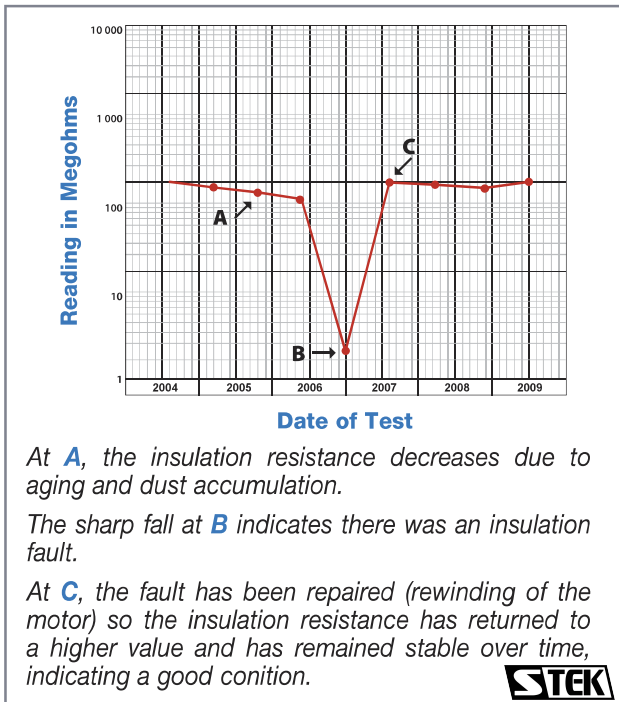 10 000
1 000
100
10
1
Reading in Megohms
A
B
C
2004 2005 2006 2007 2008 2009
Date of Test
At A, the insulation resistance decreases due to
aging and dust accumulation.
The sharp fall at B indicates there was an insulation
fault.
At C, the fault has been repaired (rewinding of the
motor) so the insulation resistance has returned to
a higher value and has remained stable over time,
indicating a good conition.
STEK